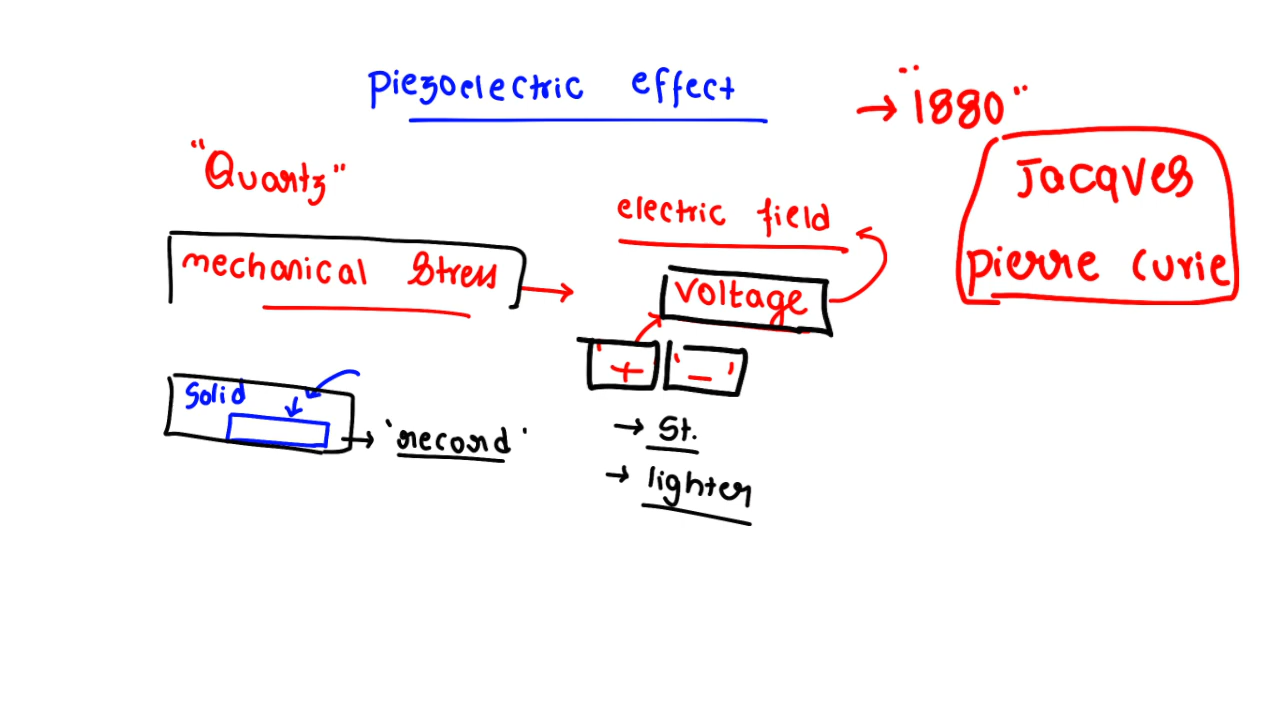 Piezoelectric effect
→ "1880"
Jacques
Pierre Curie
"Quartz"
mechanical stress →
electric field
voltage
+ -
solid
→ 'record'
→ St.
→ lighter